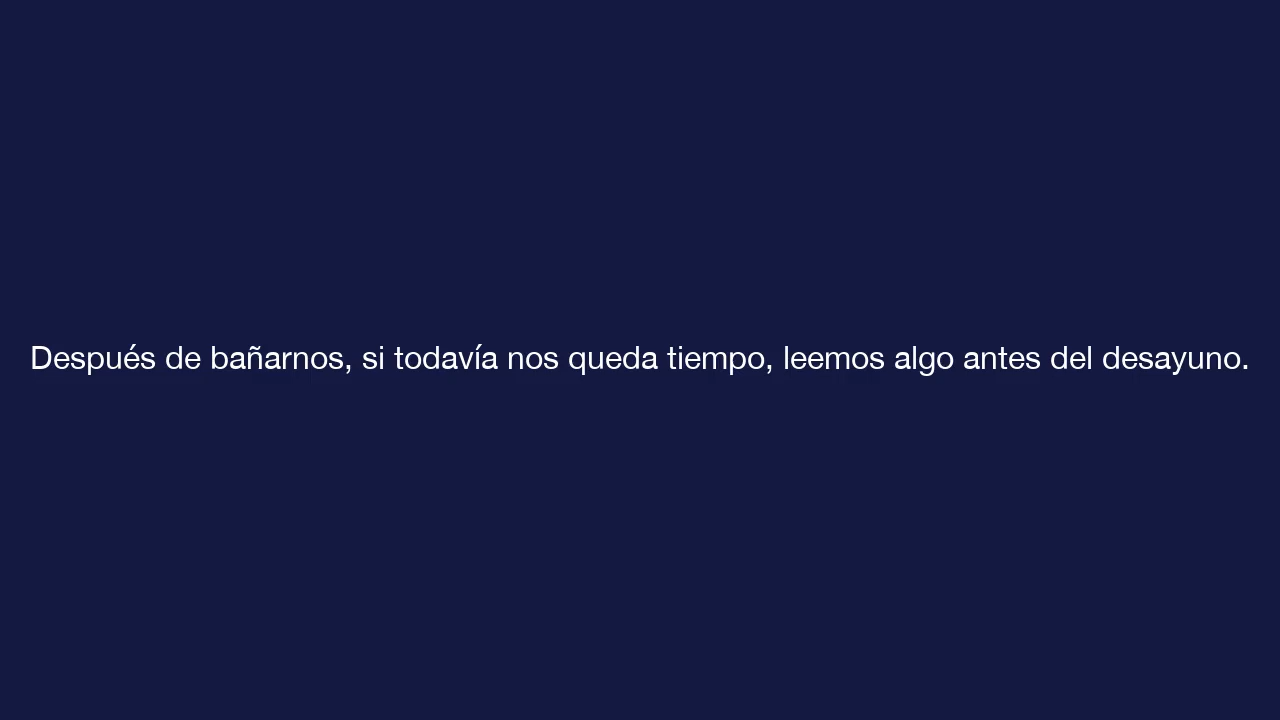 Después de bañarnos, si todavía nos queda tiempo, leemos algo antes del desayuno.